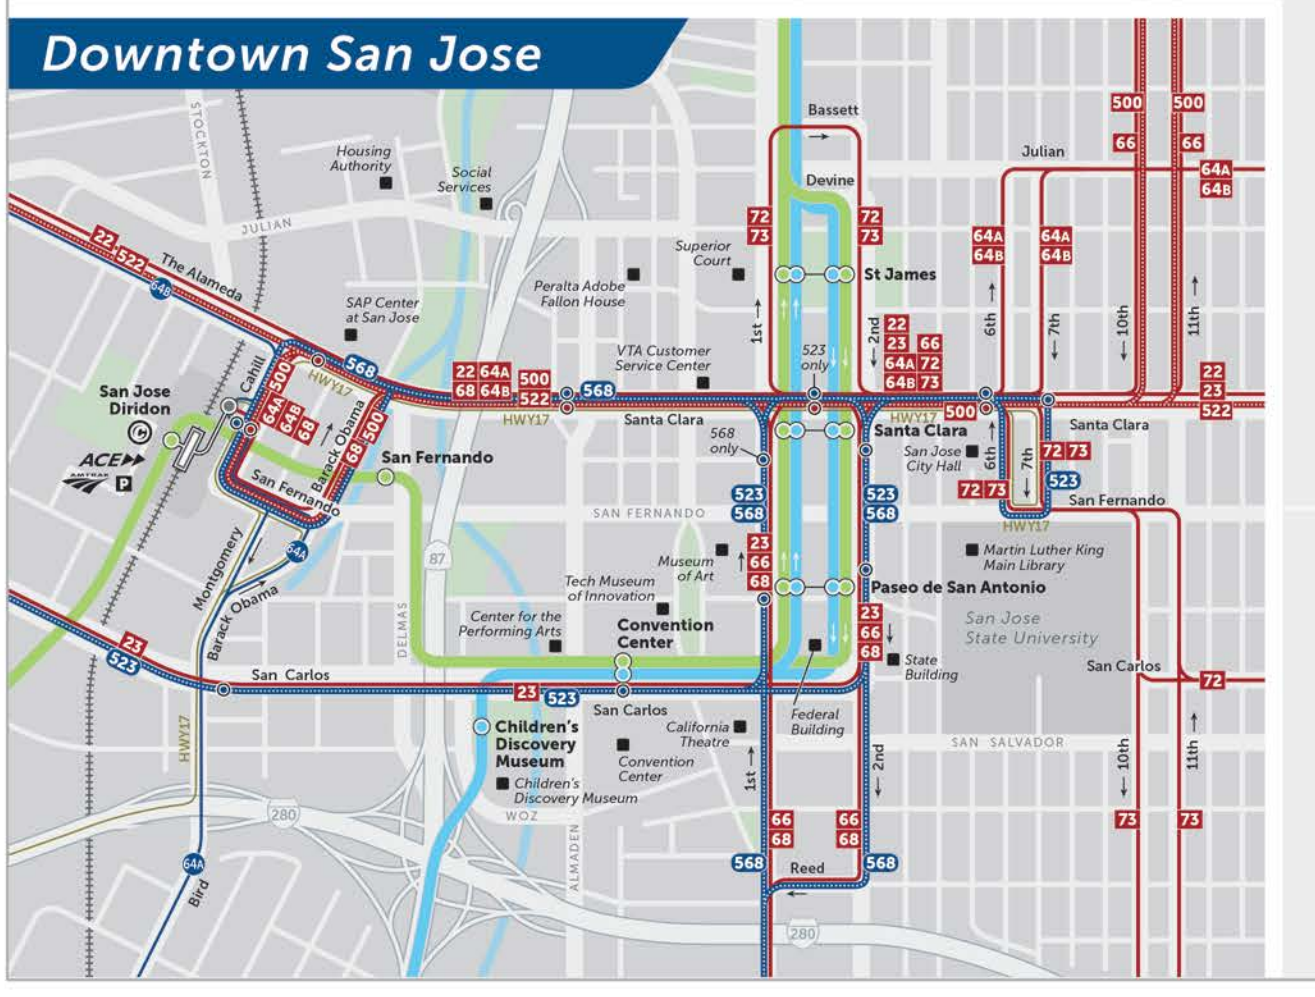 Downtown San Jose
STOCKTON
Housing
Authority
Social
Services
JULIAN
Bassett
Devine
Julian
500
500
66
66
64A
64B
72
73
72
73
64A
64B
64A
64B
22
522
64B
The Alameda
SAP Center
at San Jose
Superior
Court
Peralta Adobe
Fallon House
St James
1st
2nd
6th
7th
10th
11th
22
23 66
64A 72
64B 73
523
only
VTA Customer
Service Center
22
23
522
Cahill
568
HWY17
22 64A
68 64B
500
522
568
HWY17
Santa Clara
HWY17
500
Santa Clara
San Jose
Diridon
C
ACE
AMTRAK
P
500
64A
64B
68
Barack Obama
500
68
San Fernando
San Fernando
568
only
Santa Clara
San Jose
City Hall
6th
7th
72 73
523
72 73
San Fernando
HWY17
523
568
523
568
SAN FERNANDO
Montgomery
64A
Barack Obama
87
DELMAS
23
66
68
Museum
of Art
Tech Museum
of Innovation
Center for the
Performing Arts
Convention
Center
Martin Luther King
Main Library
Paseo de San Antonio
San Jose
State University
23
66
68
State
Building
San Carlos
72
23
523
San Carlos
23
523
San Carlos
HWY17
Children's
Discovery
Museum
Children's
Discovery Museum
California
Theatre
Convention
Center
Federal
Building
1st
2nd
SAN SALVADOR
10th
11th
WOZ
280
ALMADEN
66
68
66
68
73
73
568
Reed
568
64A
Bird
280